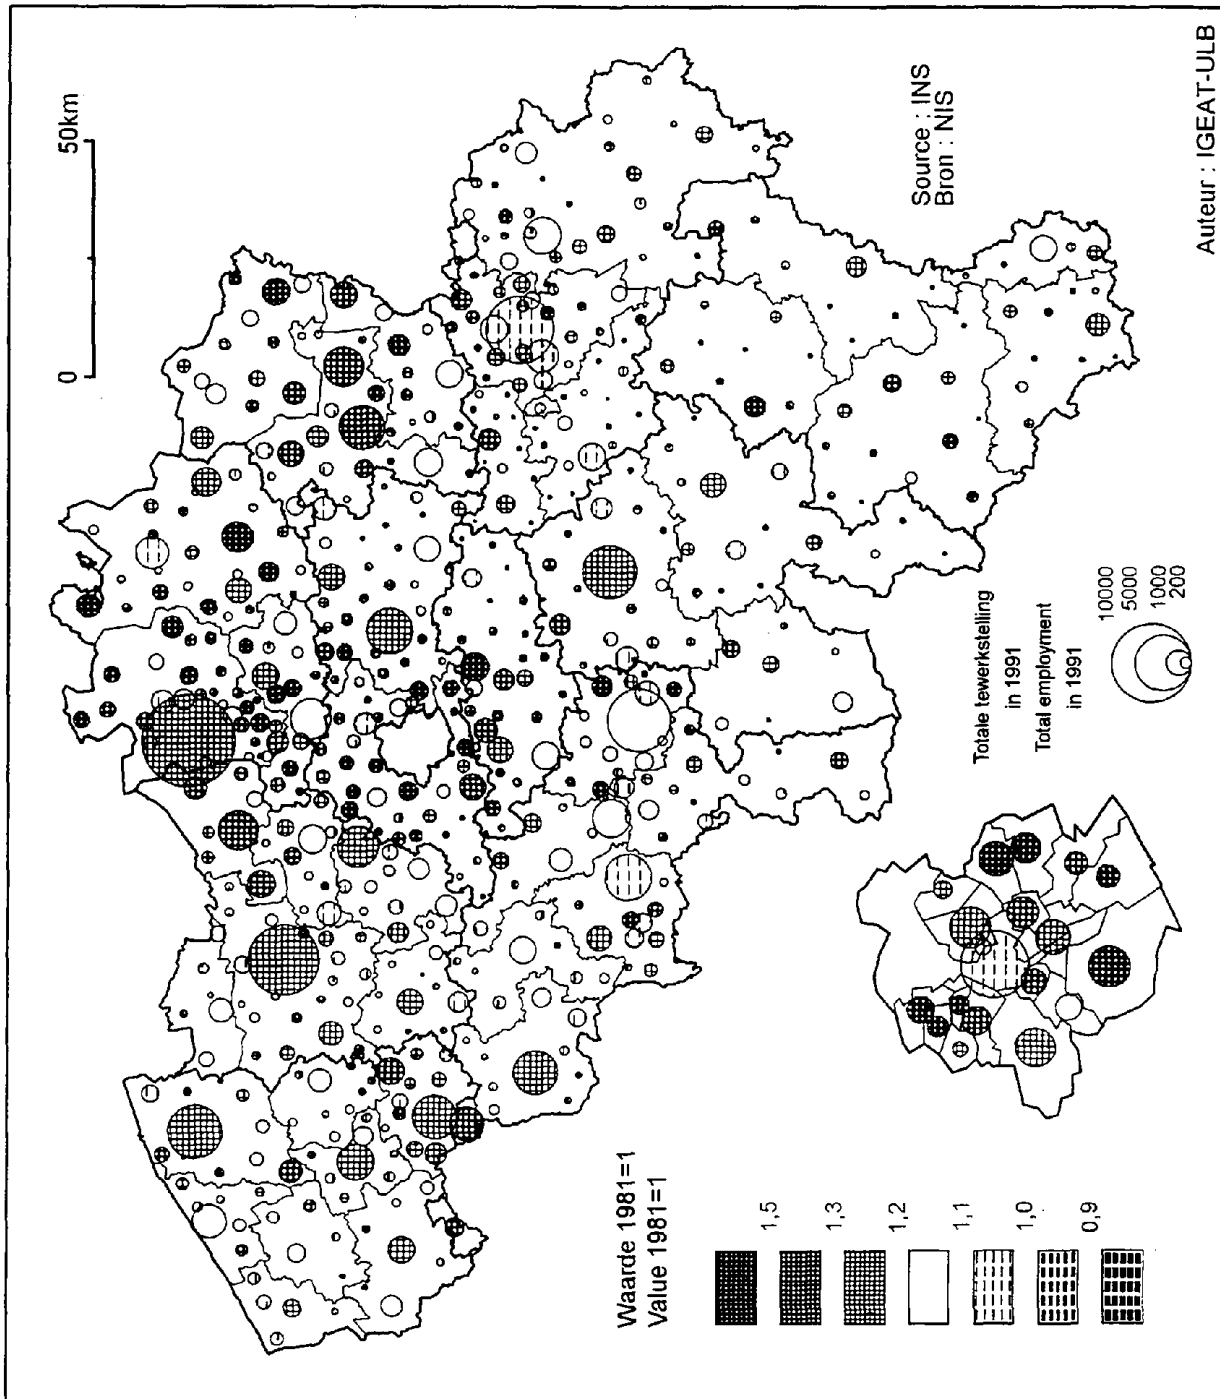 0 50km
Source : INS
Bron : NIS
Auteur : IGEAT-ULB
Totale tewerkstelling
in 1991
Total employment
in 1991
10000
5000
1000
200
Waarde 1981=1
Value 1981=1
1,5
1,3
1,2
1,1
1,0
0,9